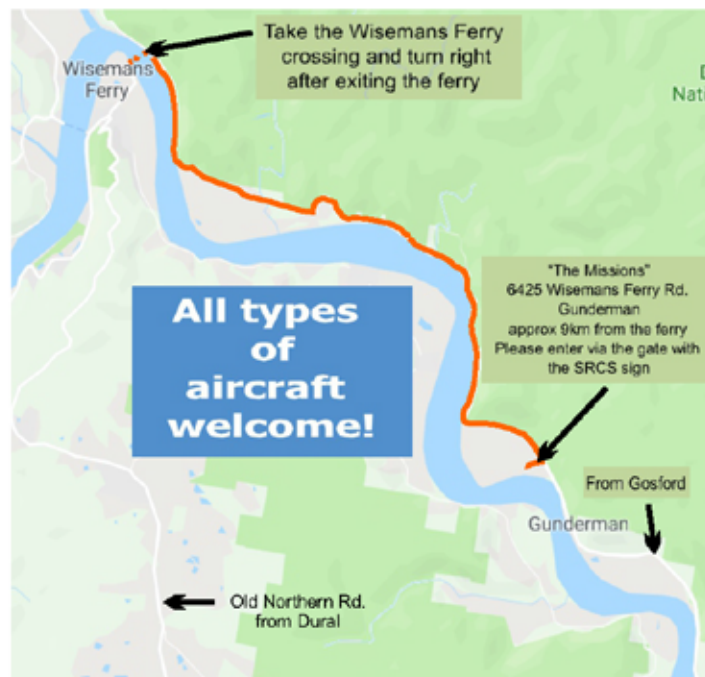 Take the Wisemans Ferry
crossing and turn right
after exiting the ferry
Wisemans
Ferry
D
Nat
"The Missions"
6425 Wisemans Ferry Rd.
Gunderman
approx 9km from the ferry
Please enter via the gate with
the SRCS sign
All types
of
aircraft
welcome!
From Gosford
Gunderman
Old Northern Rd.
from Dural